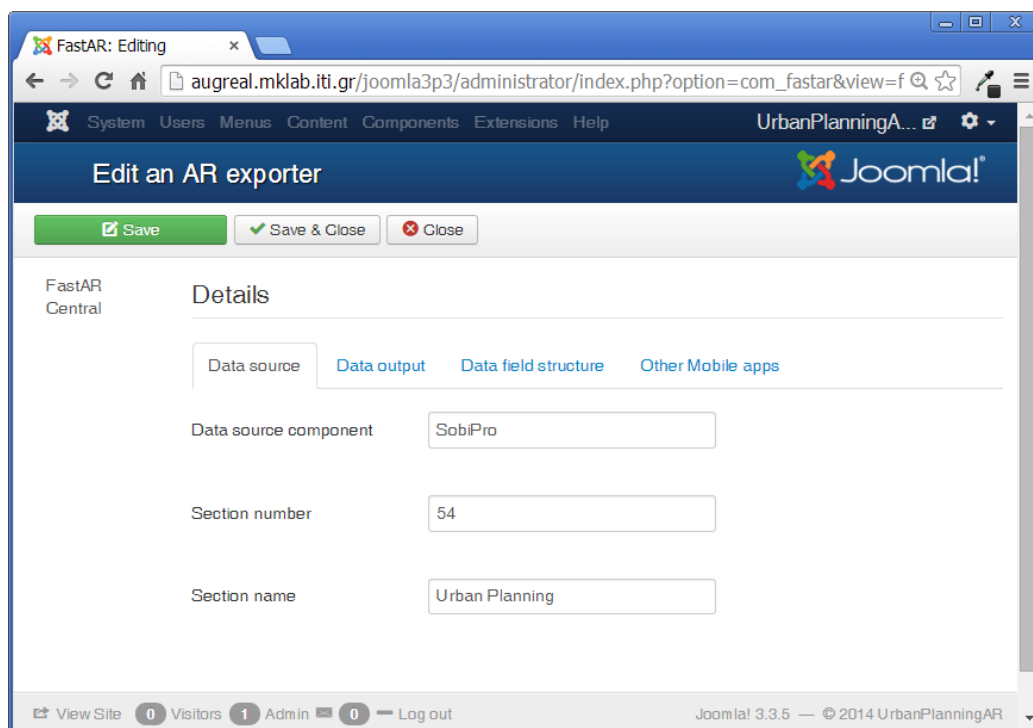 FastAR: Editing
augreal.mklab.iti.gr/joomla3p3/administrator/index.php?option=com_fastar&view=f
System Users Menus Content Components Extensions Help UrbanPlanningA...
Edit an AR exporter Joomla!®
Save Save & Close Close
FastAR
Central
Details
Data source Data output Data field structure Other Mobile apps
Data source component SobiPro
Section number 54
Section name Urban Planning
View Site 0 Visitors 1 Admin 0 Log out Joomla! 3.3.5 — © 2014 UrbanPlanningAR